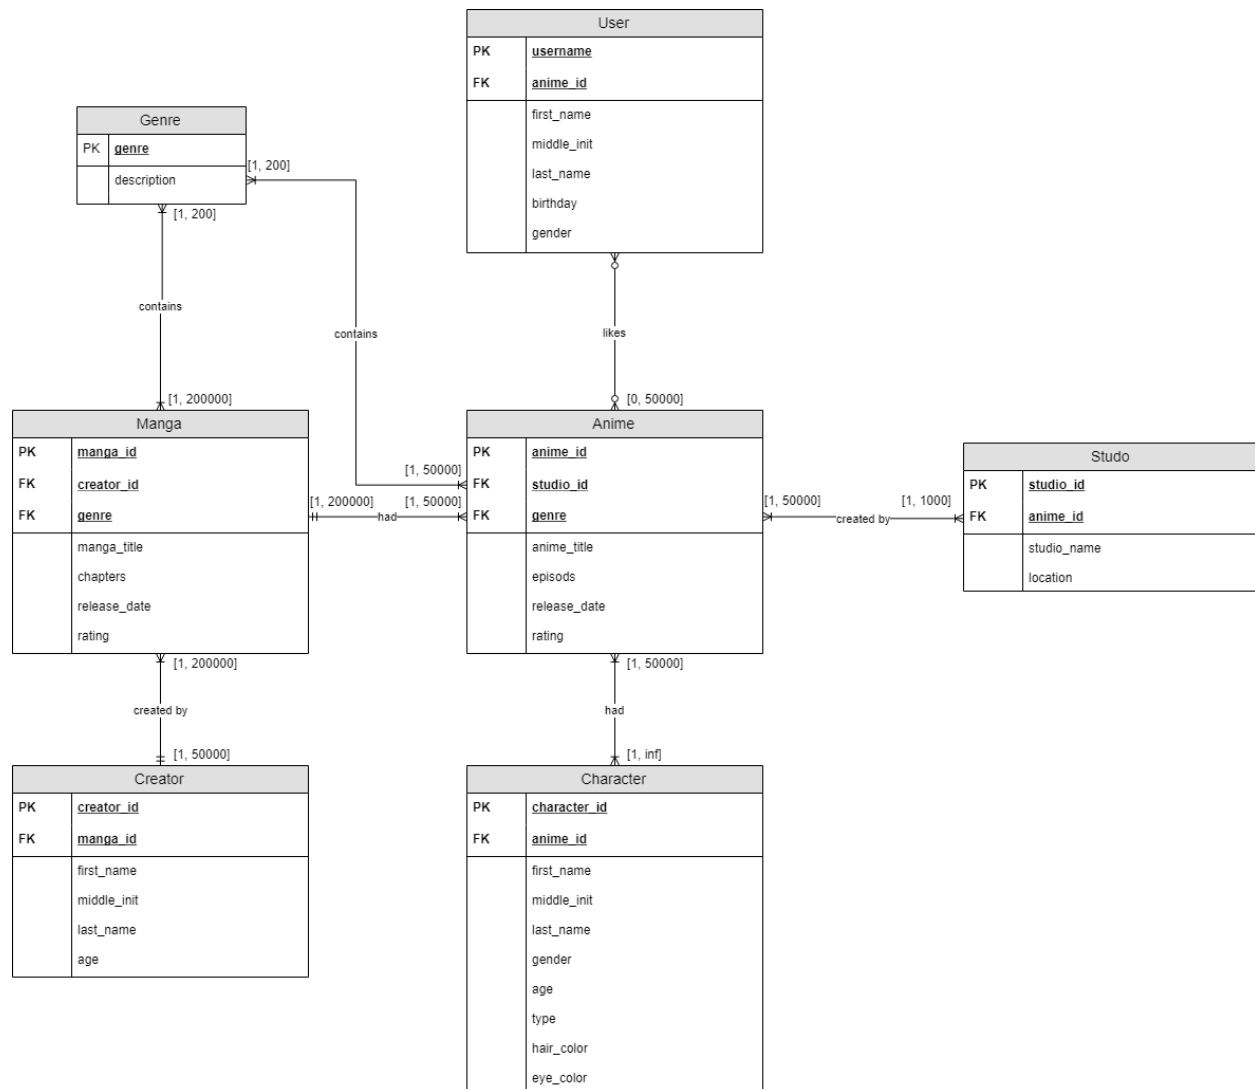 User
PK username
FK anime_id
first_name
middle_init
last_name
birthday
gender
Genre
PK genre
description
[1, 200]
[1, 200]
contains
contains
likes
[1, 200000]
[0, 50000]
Manga
PK manga_id
FK creator_id
FK genre
manga_title
chapters
release_date
rating
[1, 50000]
[1, 200000]
[1, 50000]
had
Anime
PK anime_id
FK studio_id
FK genre
anime_title
episods
release_date
rating
[1, 50000]
[1, 1000]
created by
Studo
PK studio_id
FK anime_id
studio_name
location
[1, 200000]
created by
[1, 50000]
[1, 50000]
had
[1, inf]
Creator
PK creator_id
FK manga_id
first_name
middle_init
last_name
age
Character
PK character_id
FK anime_id
first_name
middle_init
last_name
gender
age
type
hair_color
eye_color